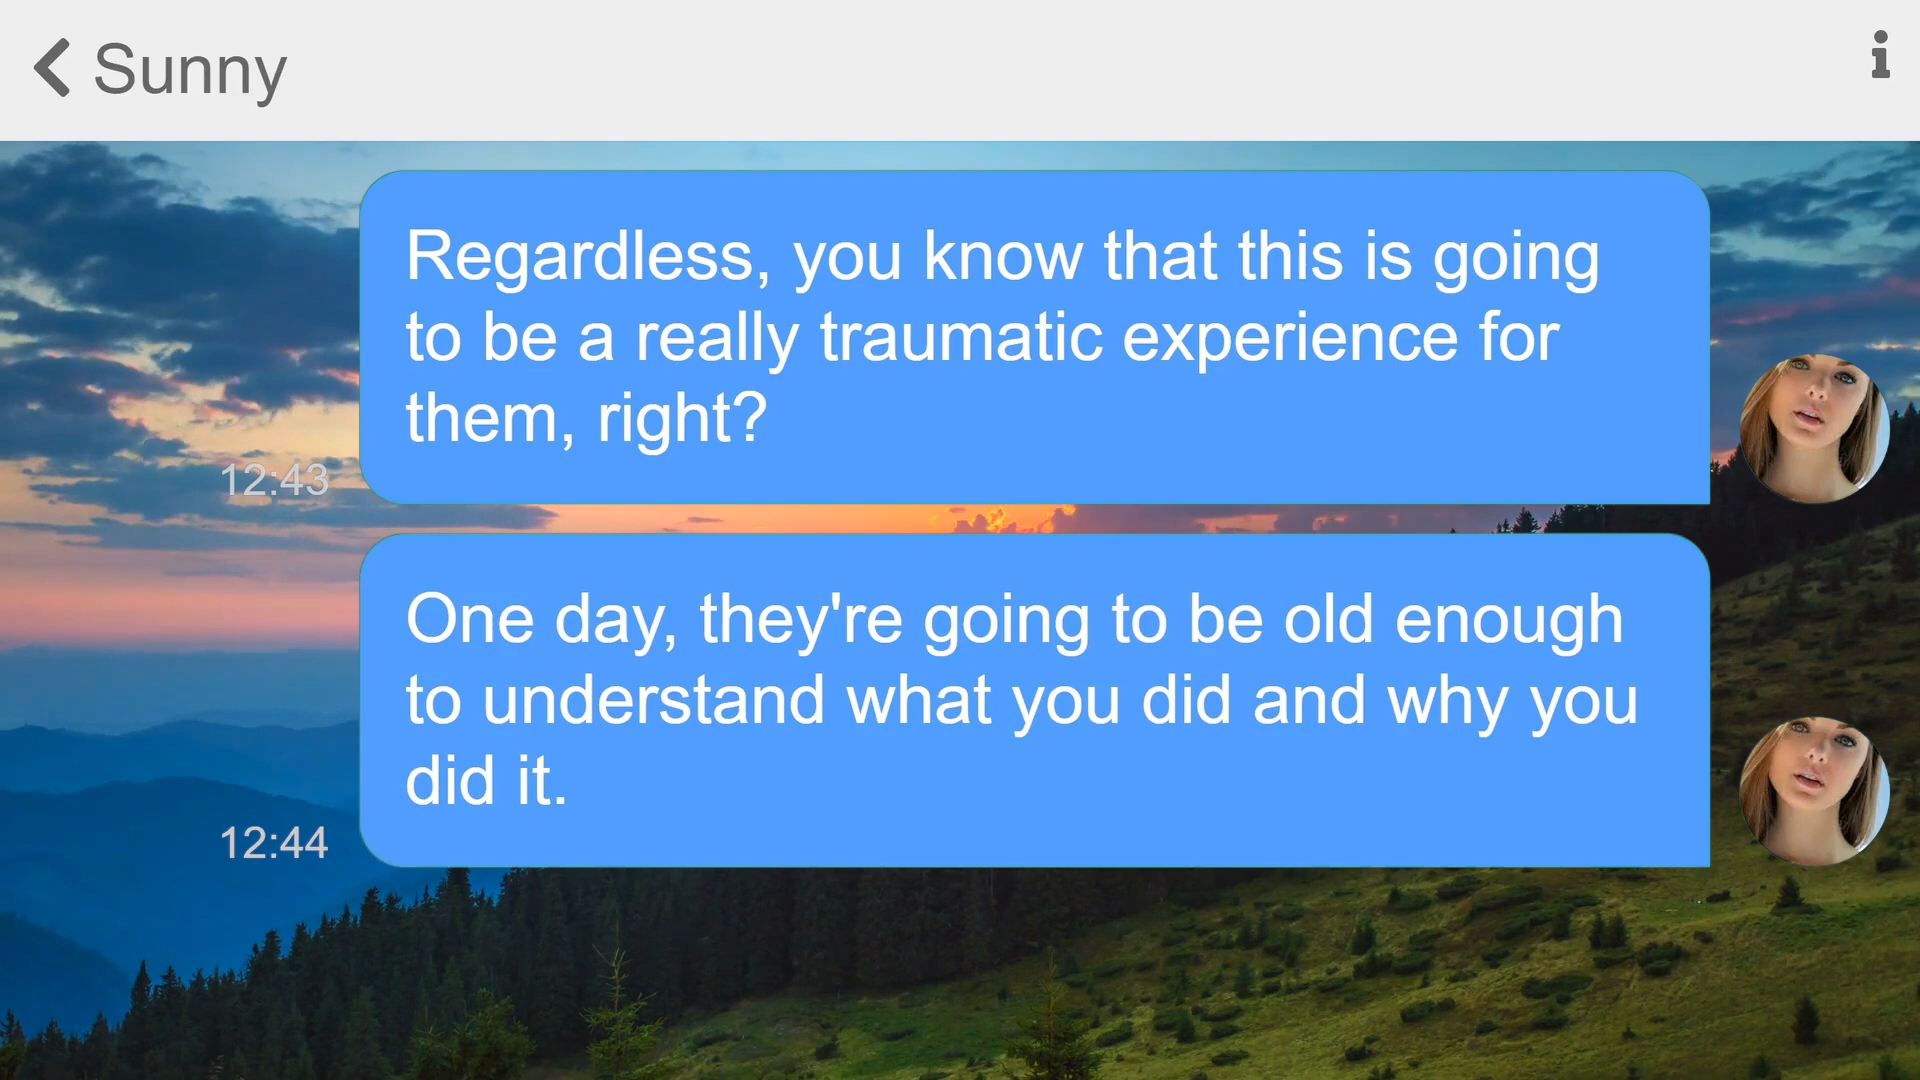 Sunny
Regardless, you know that this is going
to be a really traumatic experience for
them, right?
12:43
One day, they're going to be old enough
to understand what you did and why you
did it.
12:44